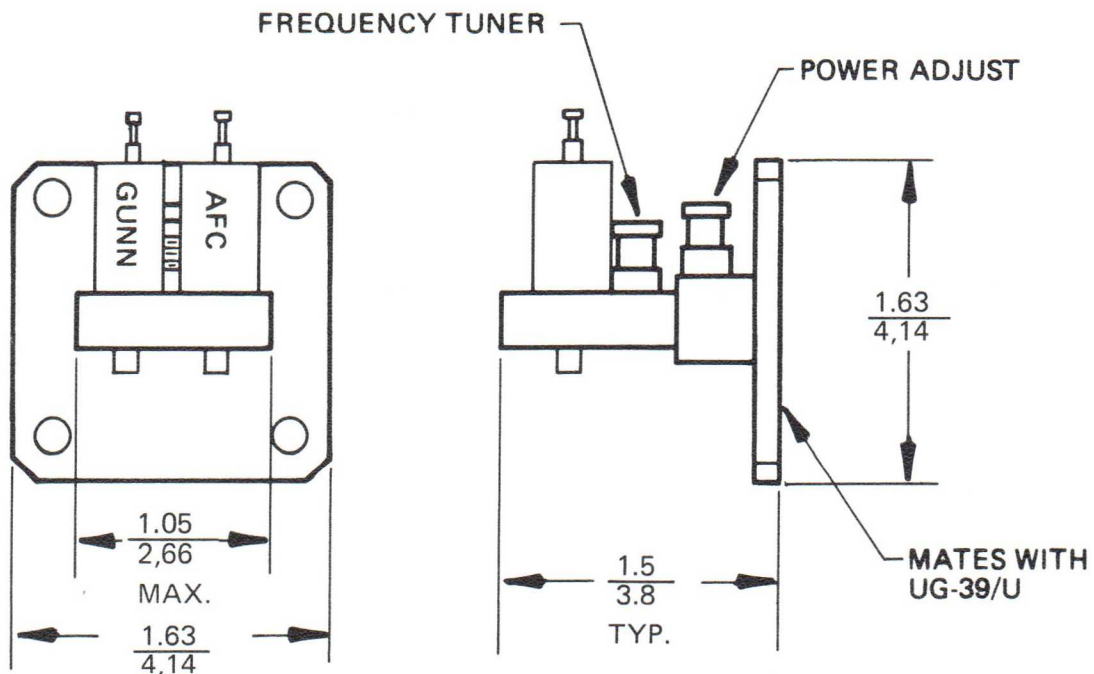 FREQUENCY TUNER
POWER ADJUST
GUNN
AFC
1.63
4,14
1.05
2,66
MAX.
1.63
4,14
1.5
3.8
TYP.
MATES WITH
UG-39/U